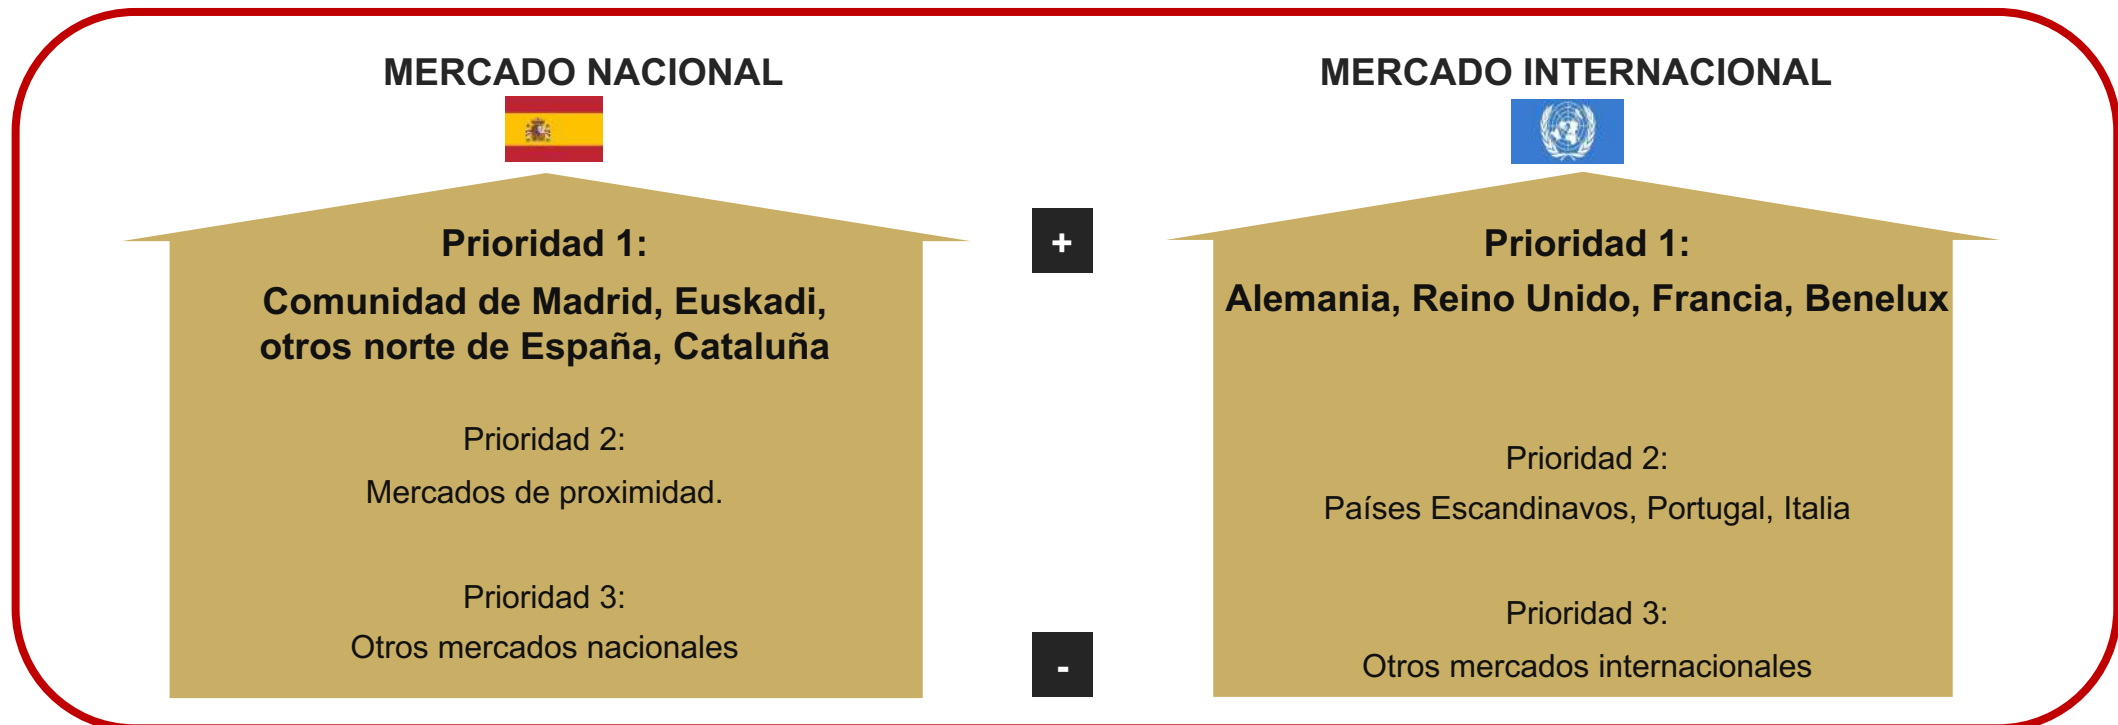 MERCADO NACIONAL
Prioridad 1:
Comunidad de Madrid, Euskadi,
otros norte de España, Cataluña
Prioridad 2:
Mercados de proximidad.
Prioridad 3:
Otros mercados nacionales
+
-
MERCADO INTERNACIONAL
Prioridad 1:
Alemania, Reino Unido, Francia, Benelux
Prioridad 2:
Países Escandinavos, Portugal, Italia
Prioridad 3:
Otros mercados internacionales